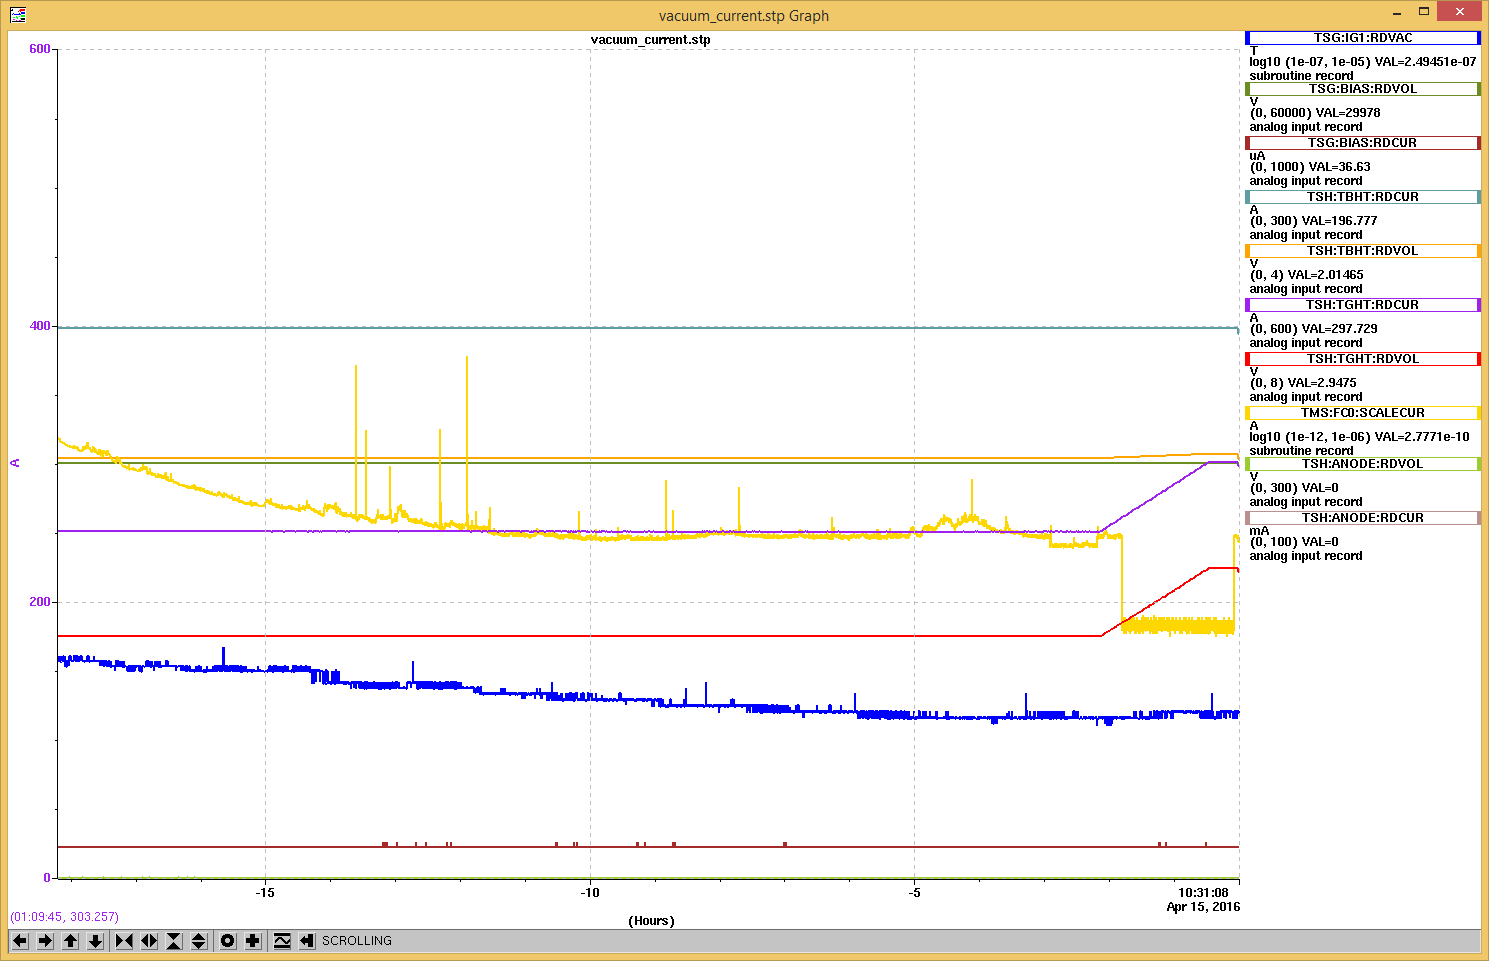 vacuum_current.stp Graph
vacuum_current.stp
600
400
A
200
0
-15
-10
-5
10:31:08
Apr 15, 2016
(01:09:45, 303.257)
(Hours)
SCROLLING
TSG:IG1:RDVAC
T
log10 (1e-07, 1e-05) VAL=2.49451e-07
subroutine record
TSG:BIAS:RDVOL
V
(0, 60000) VAL=29978
analog input record
TSG:BIAS:RDCUR
uA
(0, 1000) VAL=36.63
analog input record
TSH:TBHT:RDCUR
A
(0, 300) VAL=196.777
analog input record
TSH:TBHT:RDVOL
V
(0, 4) VAL=2.01465
analog input record
TSH:TGHT:RDCUR
A
(0, 600) VAL=297.729
analog input record
TSH:TGHT:RDVOL
V
(0, 8) VAL=2.9475
analog input record
TMS:FC0:SCALECUR
A
log10 (1e-12, 1e-06) VAL=2.7771e-10
subroutine record
TSH:ANODE:RDVOL
V
(0, 300) VAL=0
analog input record
TSH:ANODE:RDCUR
mA
(0, 100) VAL=0
analog input record